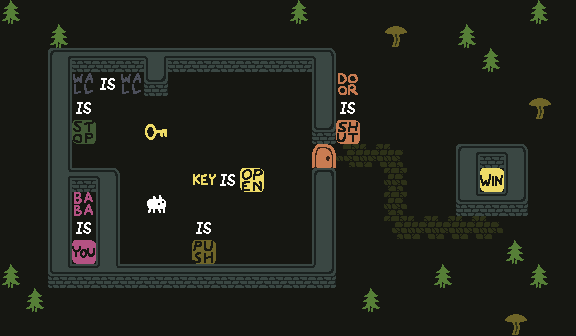 WALL IS WALL
IS
STOP
DOOR
IS
SHUT
KEY IS OPEN
WIN
BABA
IS
YOU
IS
PUSH